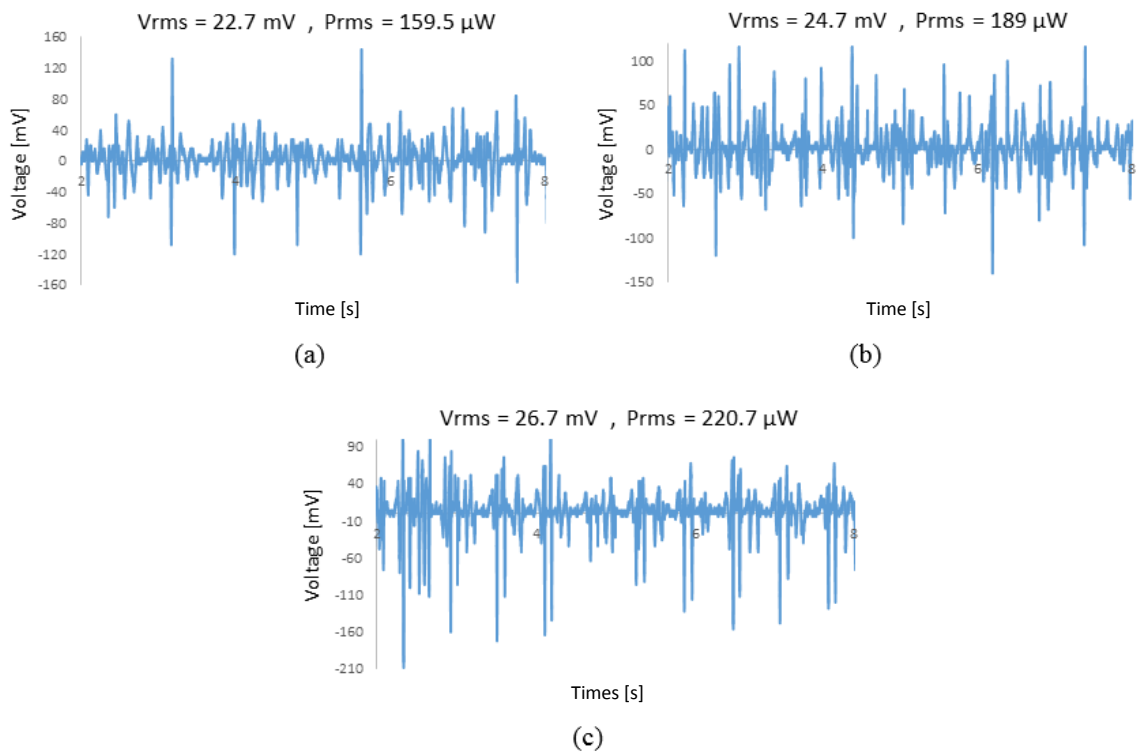 Vrms = 22.7 mV , Prms = 159.5 µW
160
120
80
40
0
-40
-80
-120
-160
2
4
6
8
Voltage [mV]
Time [s]
(a)
Vrms = 24.7 mV , Prms = 189 µW
100
50
0
-50
-100
-150
2
4
6
8
Voltage [mV]
Time [s]
(b)
Vrms = 26.7 mV , Prms = 220.7 µW
90
40
-10
-60
-110
-160
-210
2
4
6
8
Voltage [mV]
Times [s]
(c)